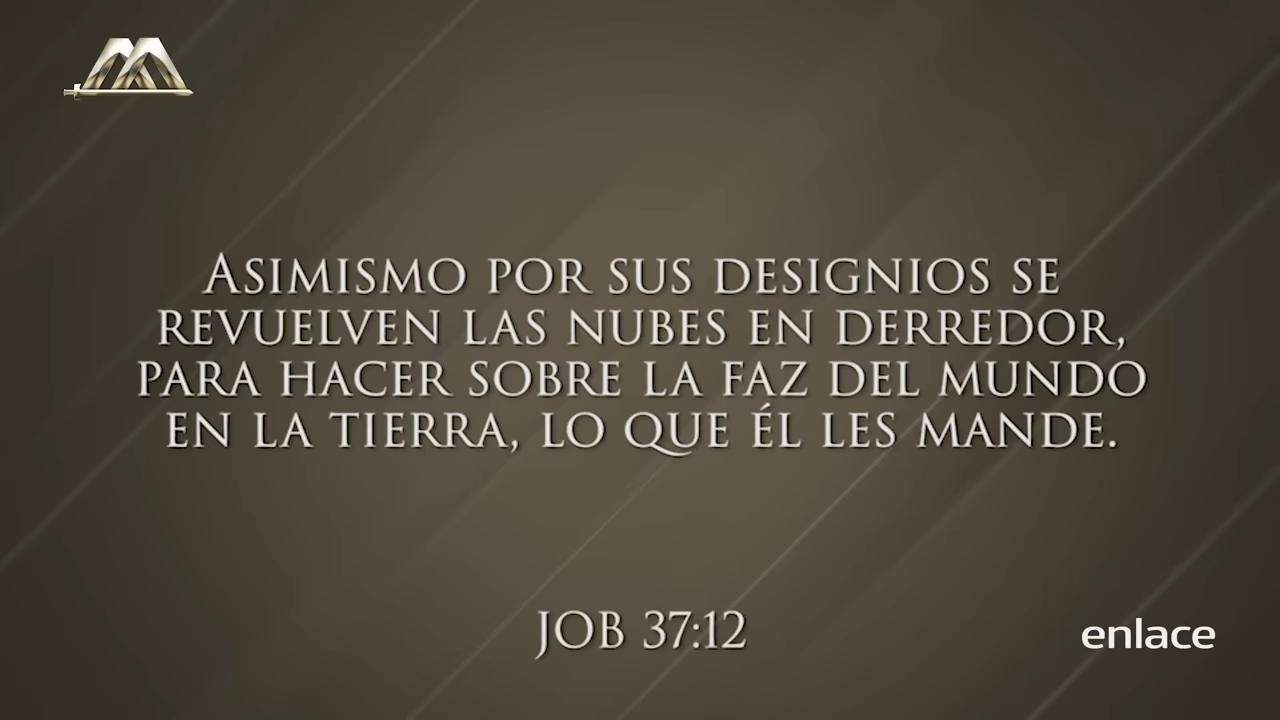 Asimismo por sus designios se
revuelven las nubes en derredor,
para hacer sobre la faz del mundo
en la tierra, lo que él les mande.
JOB 37:12
enlace